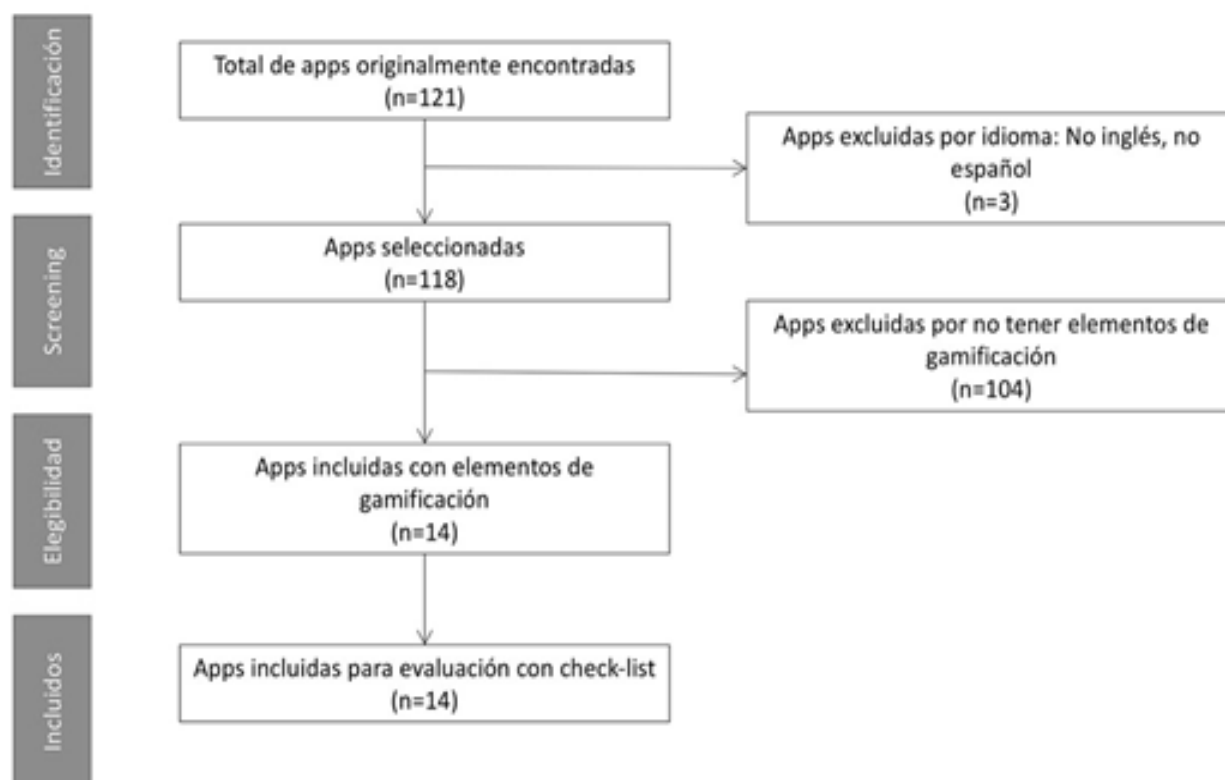 Identificación
Total de apps originalmente encontradas
(n=121)
Apps excluidas por idioma: No inglés, no
español
(n=3)
Screening
Apps seleccionadas
(n=118)
Apps excluidas por no tener elementos de
gamificación
(n=104)
Elegibilidad
Apps incluidas con elementos de
gamificación
(n=14)
Incluidos
Apps incluidas para evaluación con check-list
(n=14)